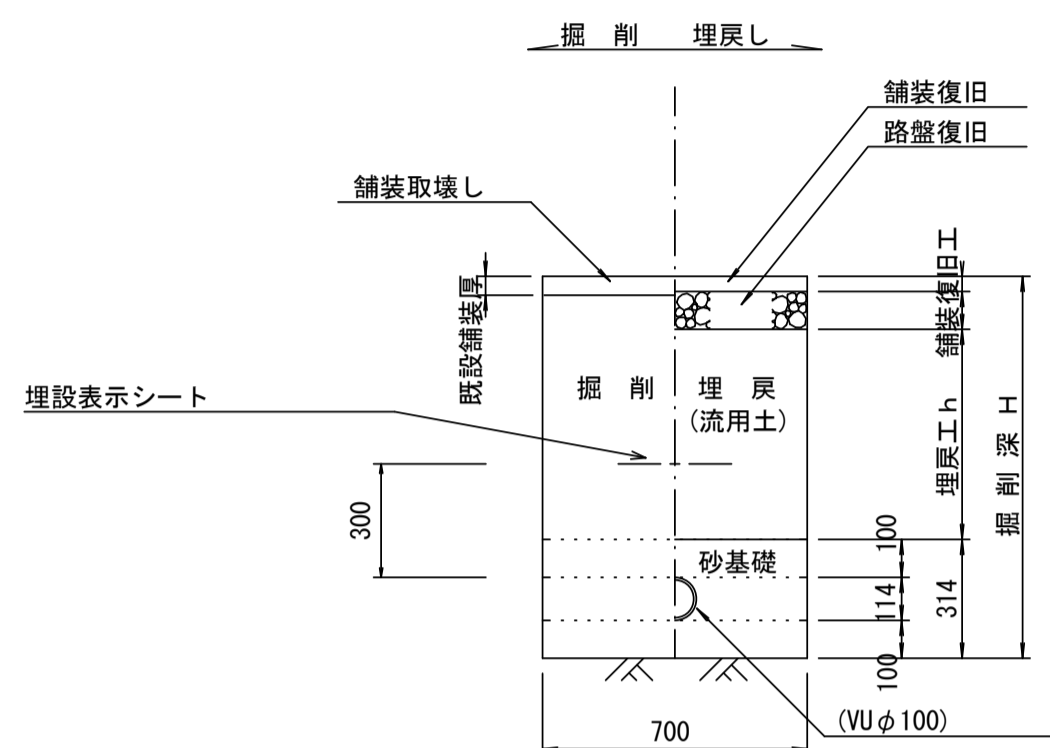 掘 削 埋戻し
舗装復旧
路盤復旧
舗装取壊し
既設舗装厚
舗装復旧工
埋設表示シート
掘 削
埋 戻
(流用土)
埋戻工h
掘削深H
300
砂基礎
100
114
100
314
700
(VUφ100)